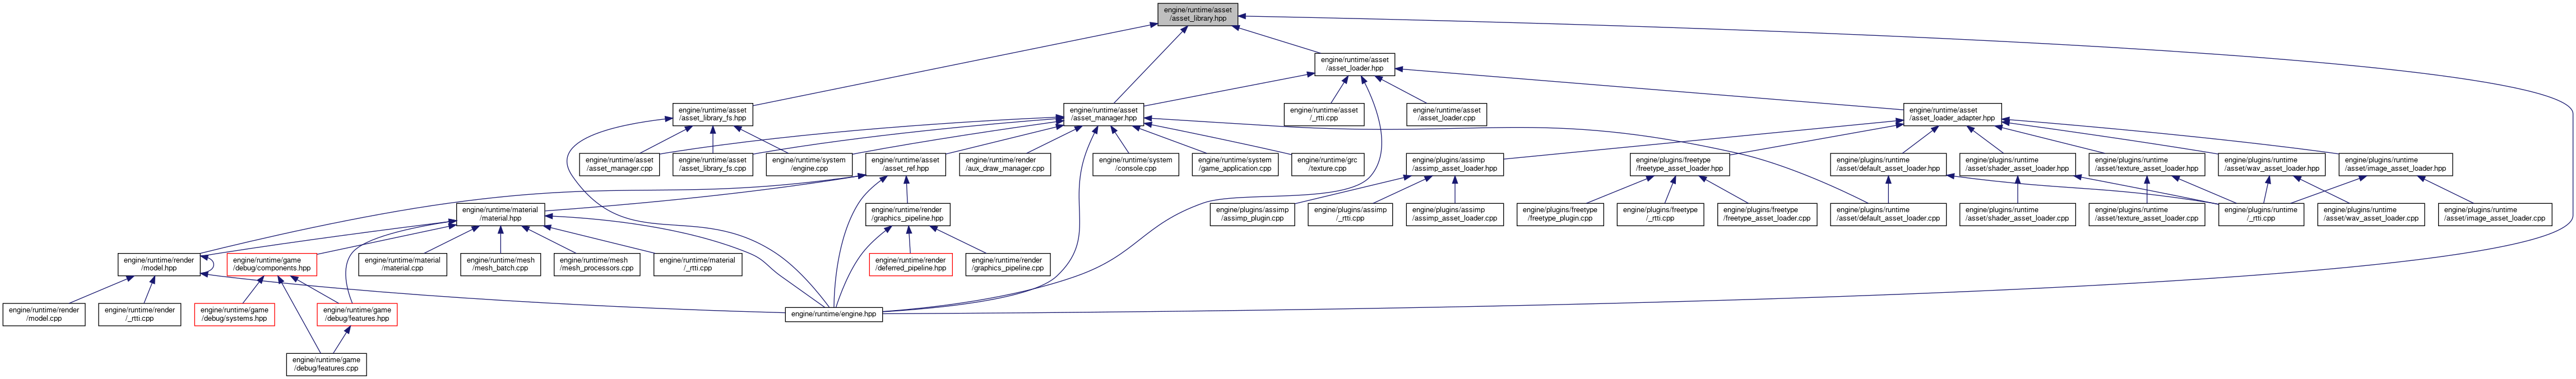 engine/runtime/asset
/asset_library.hpp
engine/runtime/asset
/asset_loader.hpp
engine/runtime/asset
/asset_library_fs.hpp
engine/runtime/asset
/asset_manager.hpp
engine/runtime/asset
/_rtti.cpp
engine/runtime/asset
/asset_loader.cpp
engine/runtime/asset
/asset_loader_adapter.hpp
engine/runtime/asset
/asset_manager.cpp
engine/runtime/asset
/asset_library_fs.cpp
engine/runtime/system
/engine.cpp
engine/runtime/asset
/asset_ref.hpp
engine/runtime/render
/aux_draw_manager.cpp
engine/runtime/system
/console.cpp
engine/runtime/system
/game_application.cpp
engine/runtime/grc
/texture.cpp
engine/plugins/assimp
/assimp_asset_loader.hpp
engine/plugins/freetype
/freetype_asset_loader.hpp
engine/plugins/runtime
/asset/default_asset_loader.hpp
engine/plugins/runtime
/asset/shader_asset_loader.hpp
engine/plugins/runtime
/asset/texture_asset_loader.hpp
engine/plugins/runtime
/asset/wav_asset_loader.hpp
engine/plugins/runtime
/asset/image_asset_loader.hpp
engine/runtime/material
/material.hpp
engine/runtime/render
/graphics_pipeline.hpp
engine/plugins/assimp
/assimp_plugin.cpp
engine/plugins/assimp
/_rtti.cpp
engine/plugins/assimp
/assimp_asset_loader.cpp
engine/plugins/freetype
/freetype_plugin.cpp
engine/plugins/freetype
/_rtti.cpp
engine/plugins/freetype
/freetype_asset_loader.cpp
engine/plugins/runtime
/asset/default_asset_loader.cpp
engine/plugins/runtime
/asset/shader_asset_loader.cpp
engine/plugins/runtime
/asset/texture_asset_loader.cpp
engine/plugins/runtime
/_rtti.cpp
engine/plugins/runtime
/asset/wav_asset_loader.cpp
engine/plugins/runtime
/asset/image_asset_loader.cpp
engine/runtime/render
/model.hpp
engine/runtime/game
/debug/components.hpp
engine/runtime/material
/material.cpp
engine/runtime/mesh
/mesh_batch.cpp
engine/runtime/mesh
/mesh_processors.cpp
engine/runtime/material
/_rtti.cpp
engine/runtime/render
/deferred_pipeline.hpp
engine/runtime/render
/graphics_pipeline.cpp
engine/runtime/render
/model.cpp
engine/runtime/render
/_rtti.cpp
engine/runtime/game
/debug/systems.hpp
engine/runtime/game
/debug/features.hpp
engine/runtime/engine.hpp
engine/runtime/game
/debug/features.cpp